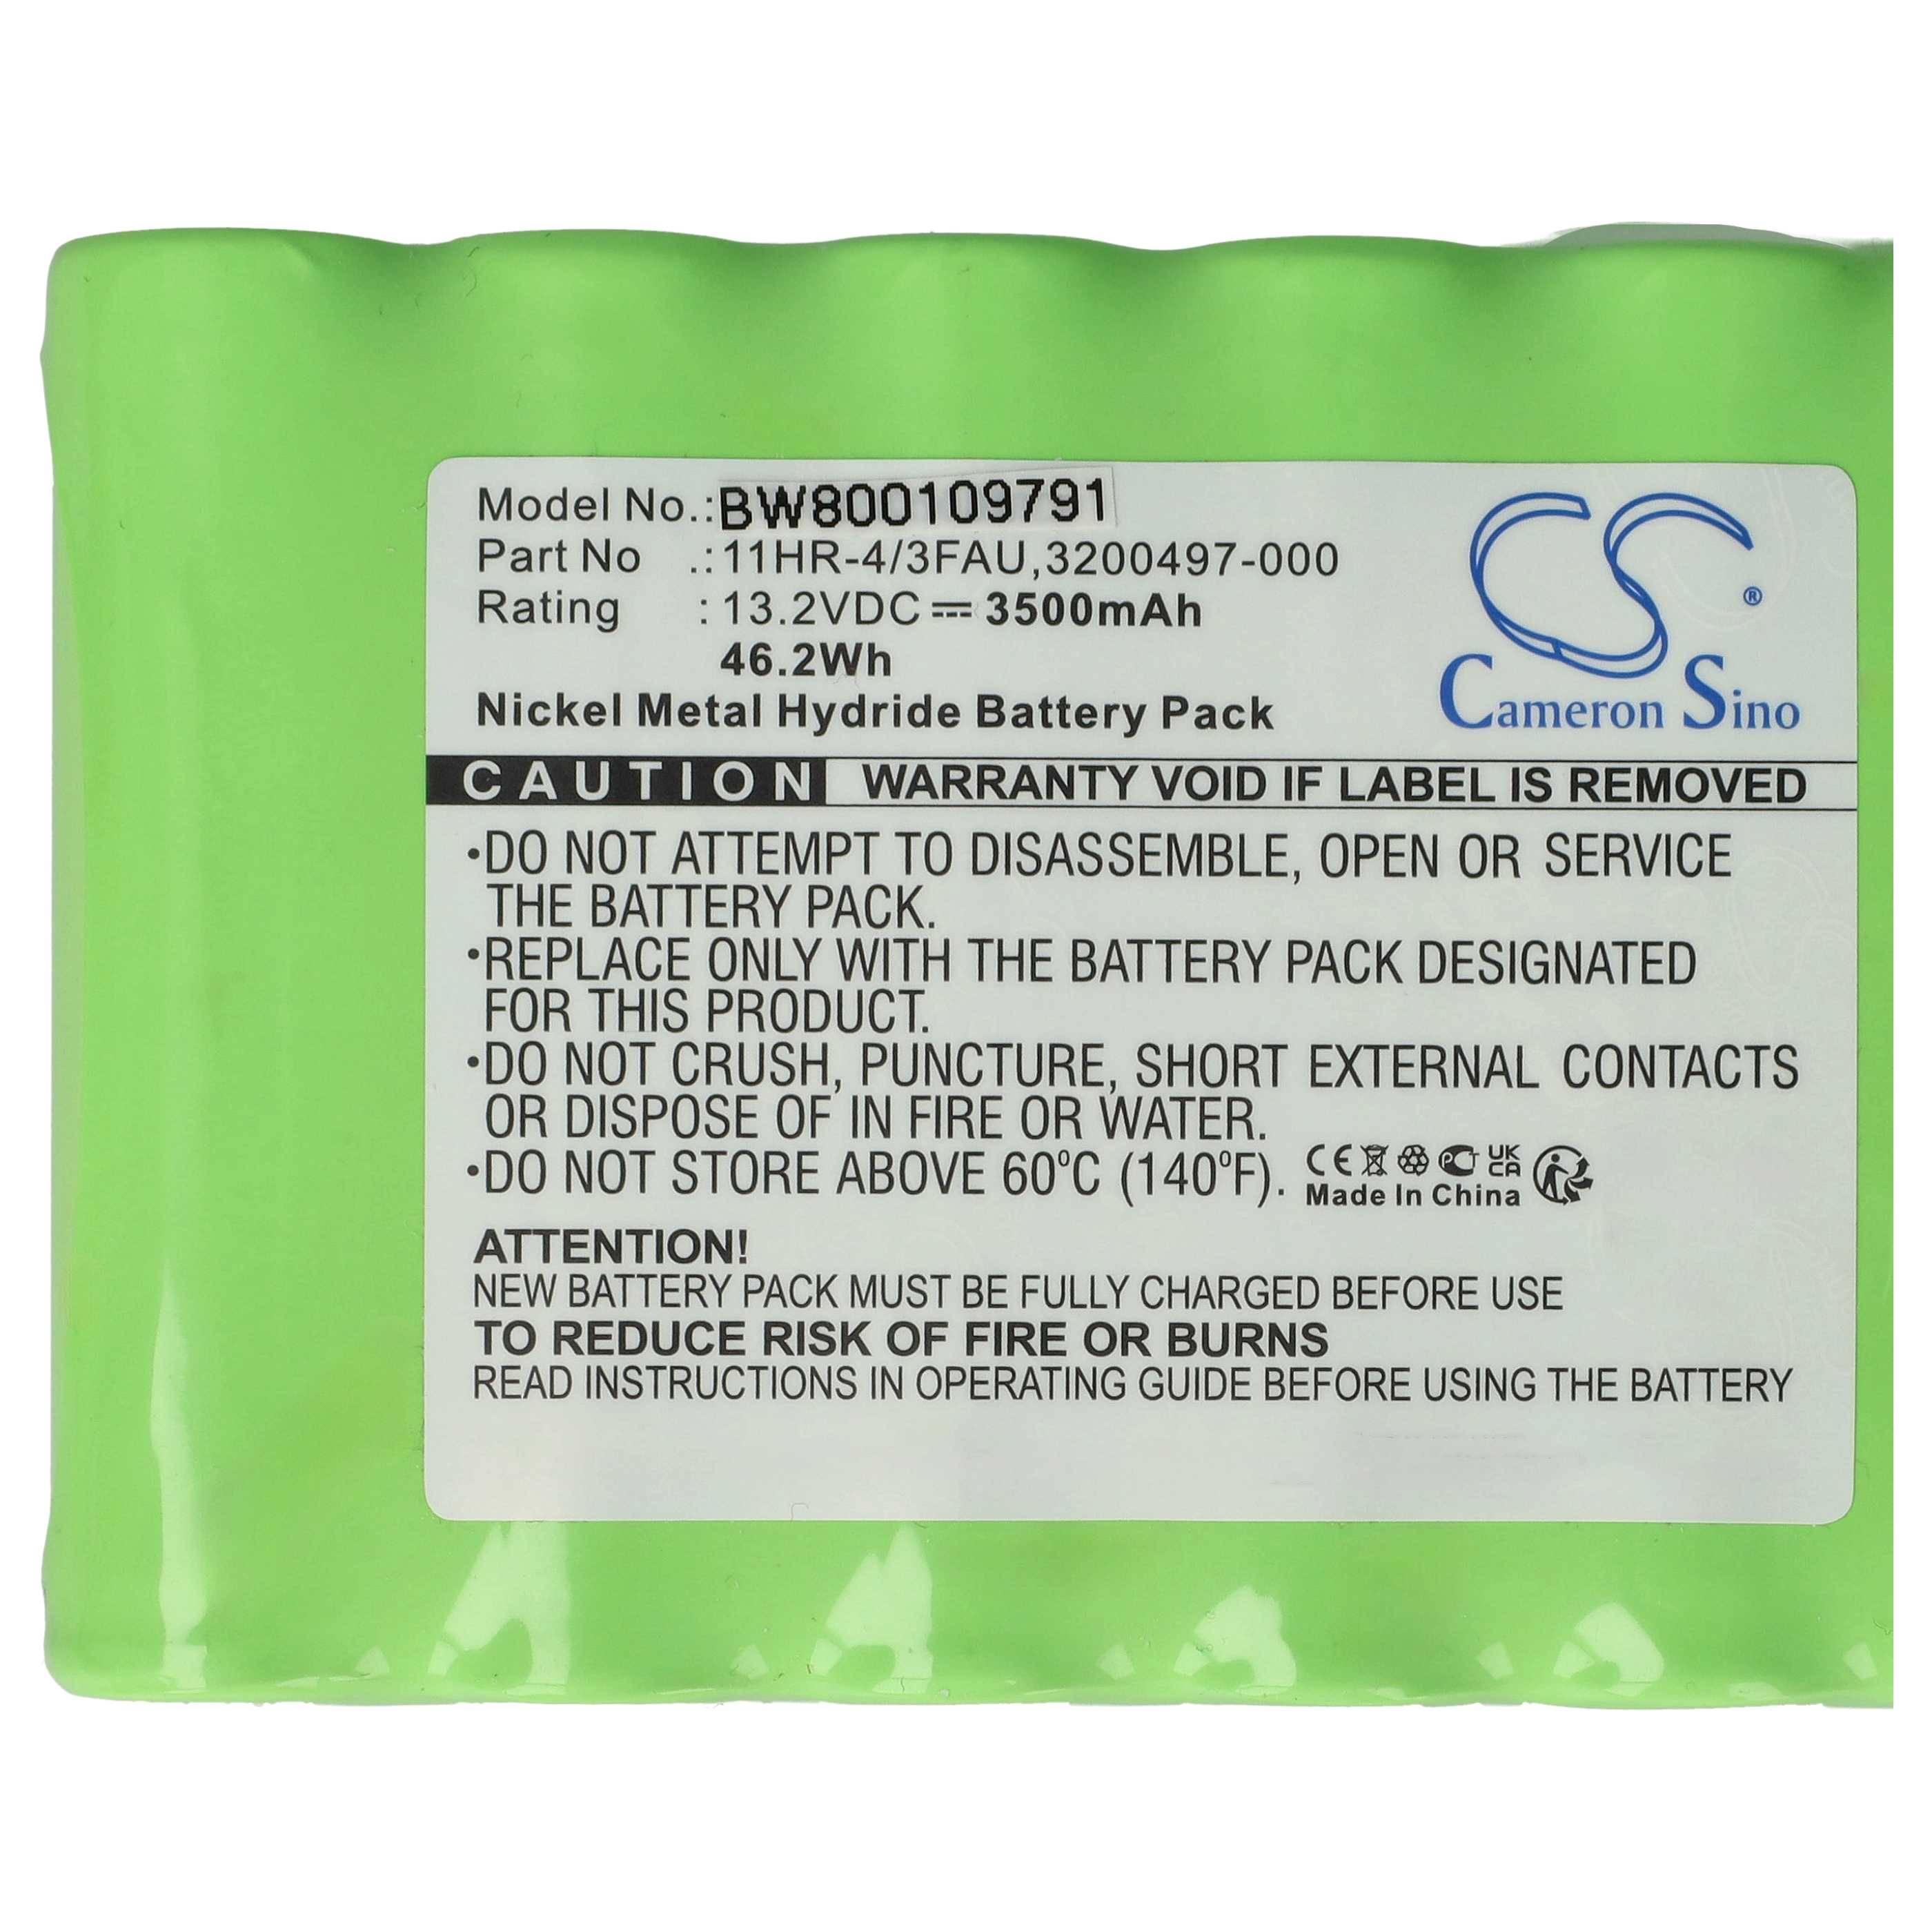 Model No.:BW800109791
Part No .:11HR-4/3FAU,3200497-000
Rating : 13.2VDC⎓3500mAh
46.2Wh
Nickel Metal Hydride Battery Pack
CS®
Cameron Sino
CAUTION WARRANTY VOID IF LABEL IS REMOVED
•DO NOT ATTEMPT TO DISASSEMBLE, OPEN OR SERVICE
THE BATTERY PACK.
•REPLACE ONLY WITH THE BATTERY PACK DESIGNATED
FOR THIS PRODUCT.
•DO NOT CRUSH, PUNCTURE, SHORT EXTERNAL CONTACTS
OR DISPOSE OF IN FIRE OR WATER.
•DO NOT STORE ABOVE 60°C (140°F).
CE PCT UK
CA
Made In China
ATTENTION!
NEW BATTERY PACK MUST BE FULLY CHARGED BEFORE USE
TO REDUCE RISK OF FIRE OR BURNS
READ INSTRUCTIONS IN OPERATING GUIDE BEFORE USING THE BATTERY